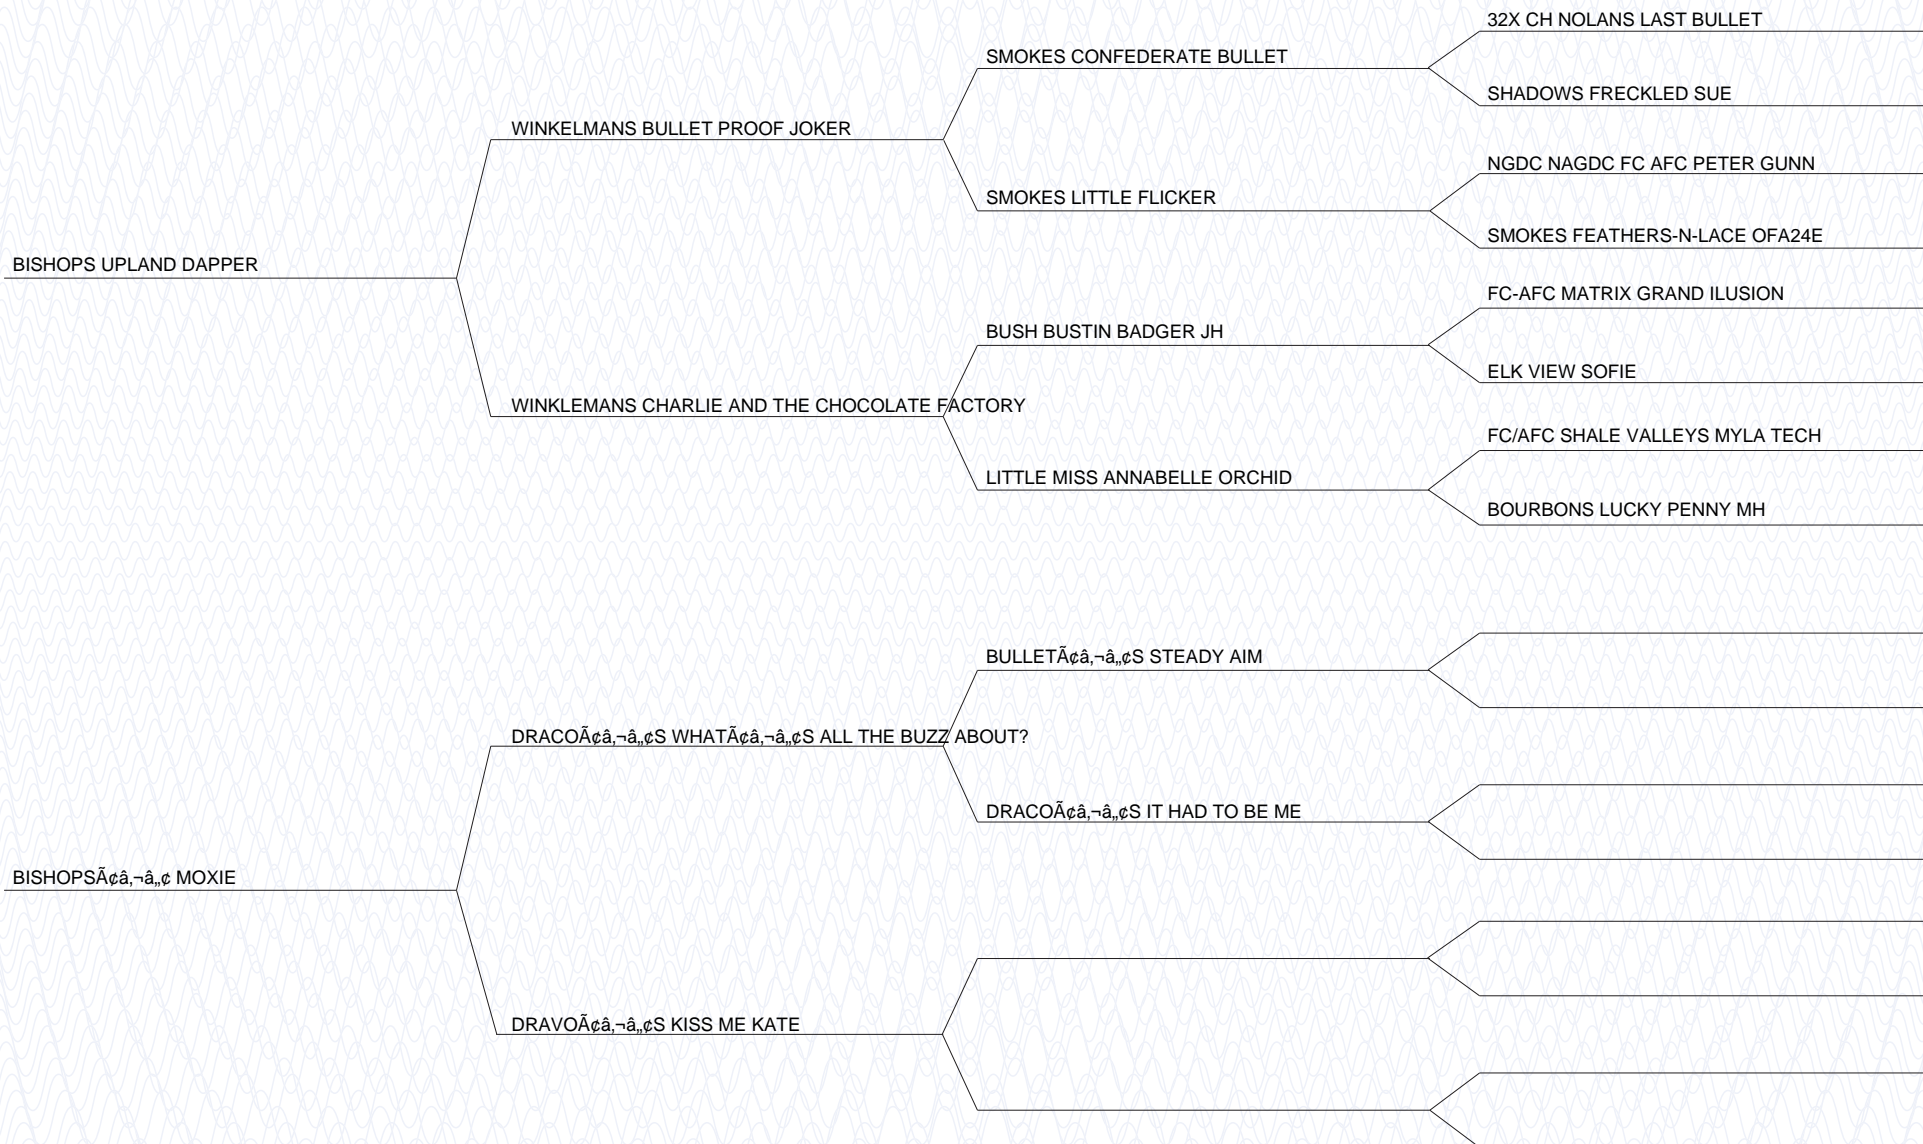 32X CH NOLANS LAST BULLET
SMOKES CONFEDERATE BULLET
SHADOWS FRECKLED SUE
WINKELMANS BULLET PROOF JOKER
NGDC NAGDC FC AFC PETER GUNN
SMOKES LITTLE FLICKER
SMOKES FEATHERS-N-LACE OFA24E
BISHOPS UPLAND DAPPER
FC-AFC MATRIX GRAND ILUSION
BUSH BUSTIN BADGER JH
ELK VIEW SOFIE
WINKLEMANS CHARLIE AND THE CHOCOLATE FACTORY
FC/AFC SHALE VALLEYS MYLA TECH
LITTLE MISS ANNABELLE ORCHID
BOURBONS LUCKY PENNY MH
BULLETÃ¢â‚¬â„¢S STEADY AIM
DRACOÃ¢â‚¬â„¢S WHATÃ¢â‚¬â„¢S ALL THE BUZZ ABOUT?
DRACOÃ¢â‚¬â„¢S IT HAD TO BE ME
BISHOPSÃ¢â‚¬â„¢ MOXIE
DRAVOÃ¢â‚¬â„¢S KISS ME KATE